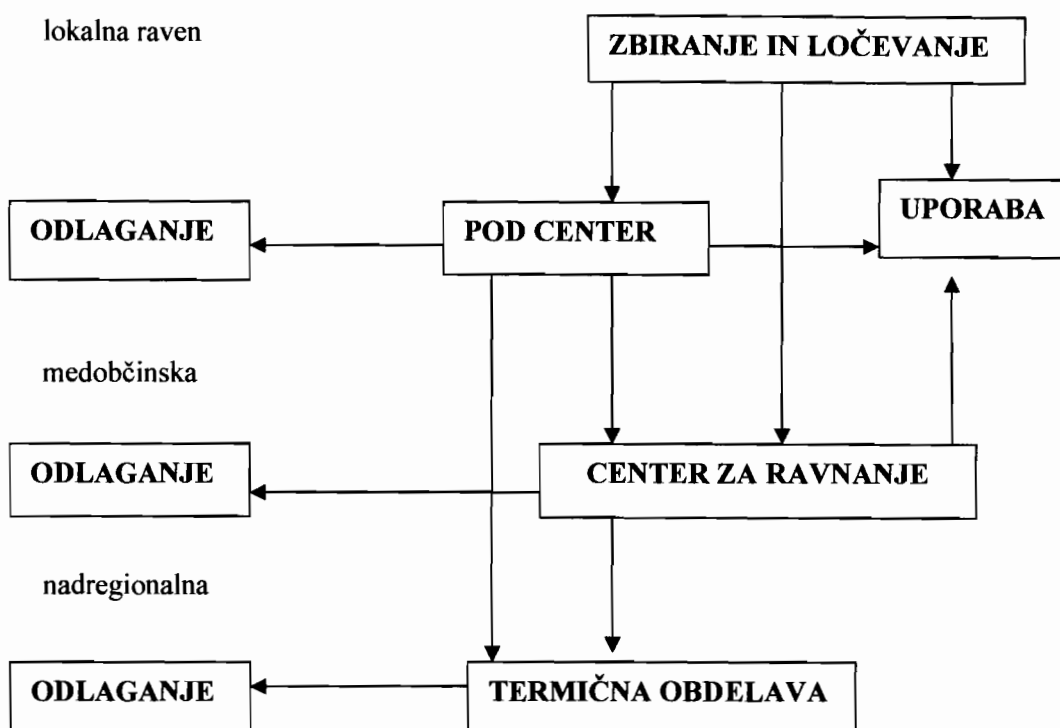 lokalna raven
ZBIRANJE IN LOČEVANJE
ODLAGANJE
POD CENTER
UPORABA
medobčinska
ODLAGANJE
CENTER ZA RAVNANJE
nadregionalna
ODLAGANJE
TERMIČNA OBDELAVA